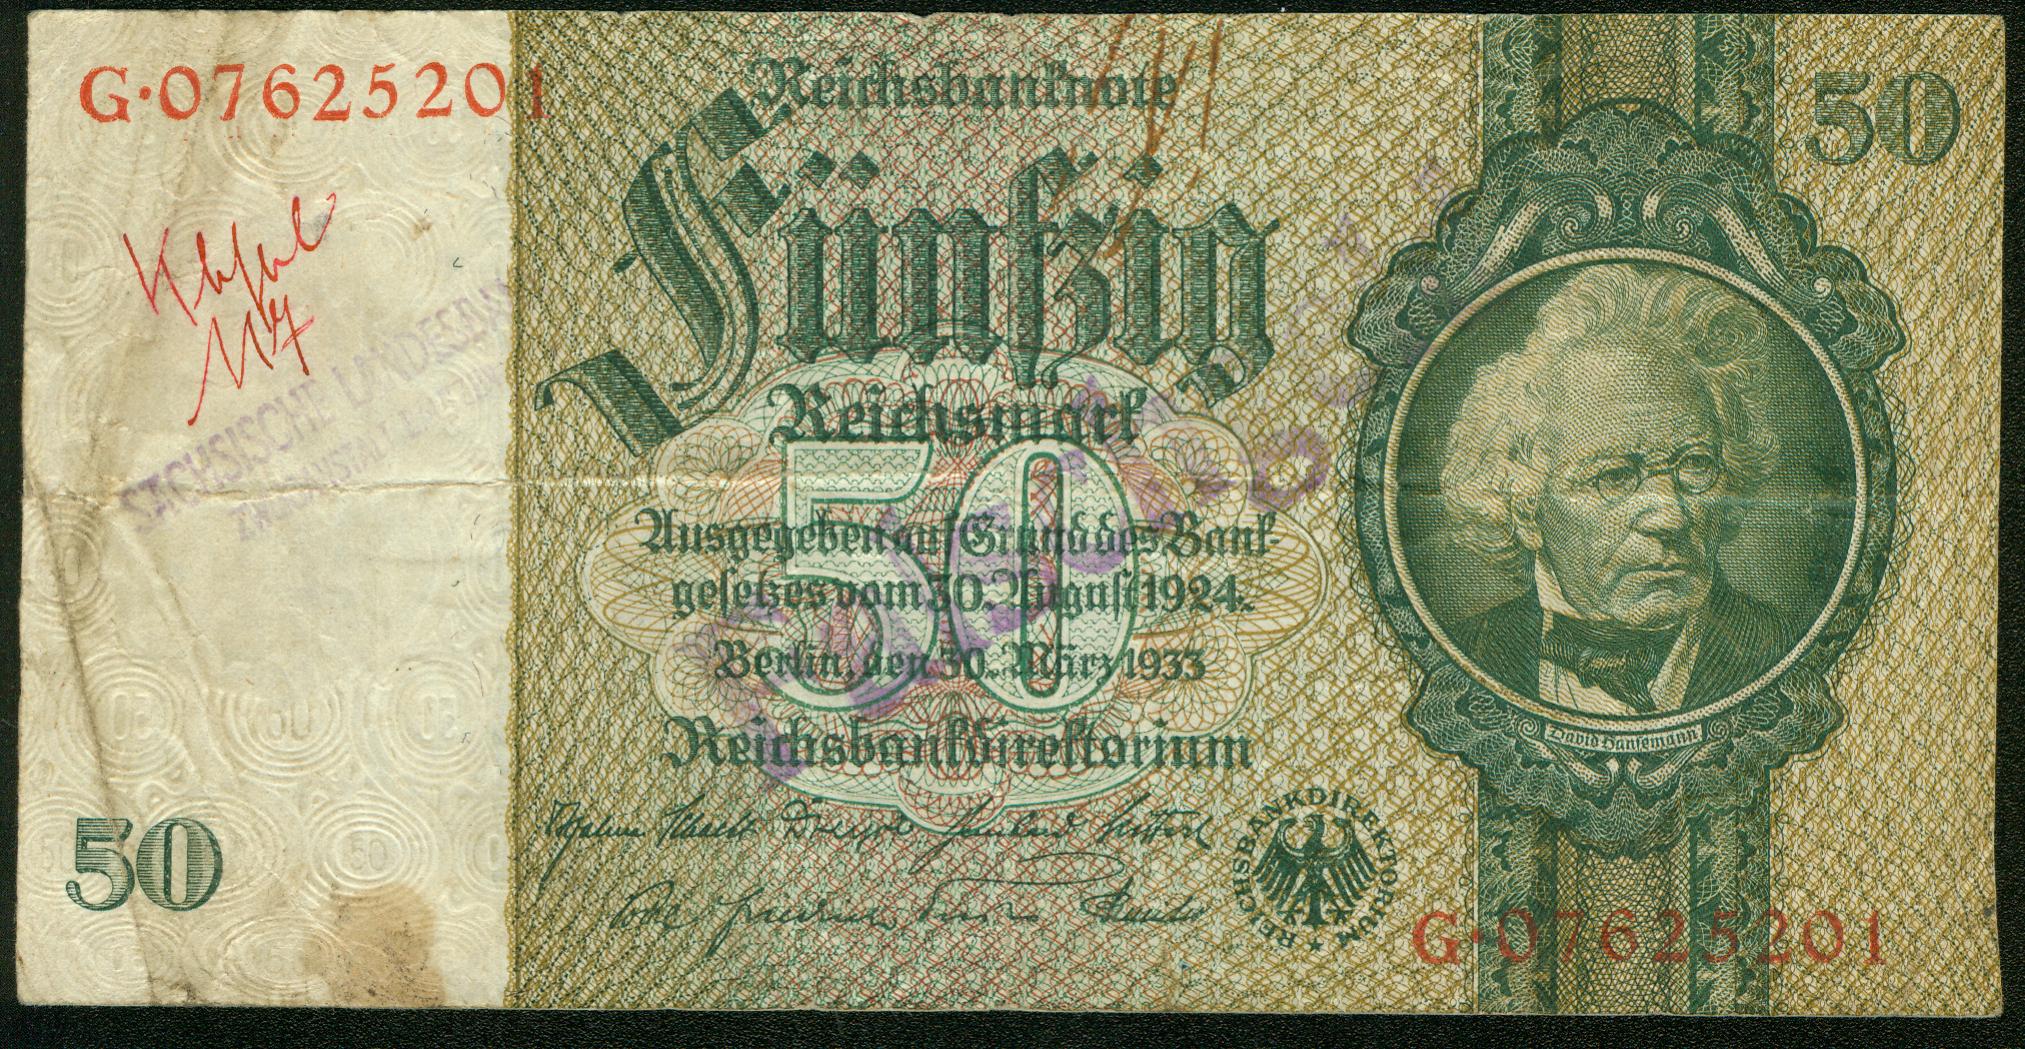 G·07625201
Reichsbanknote
50
Fünfzig
Reichsmark
50
SÄCHSISCHE LANDESBAN
Ausgegeben auf Grund des Bank-
gesetzes vom 30. August 1924.
Berlin, den 30. März 1933
Reichsbankdirektorium
David Hansemann
50
REICHSBANKDIREKTORIUM
G·07625201